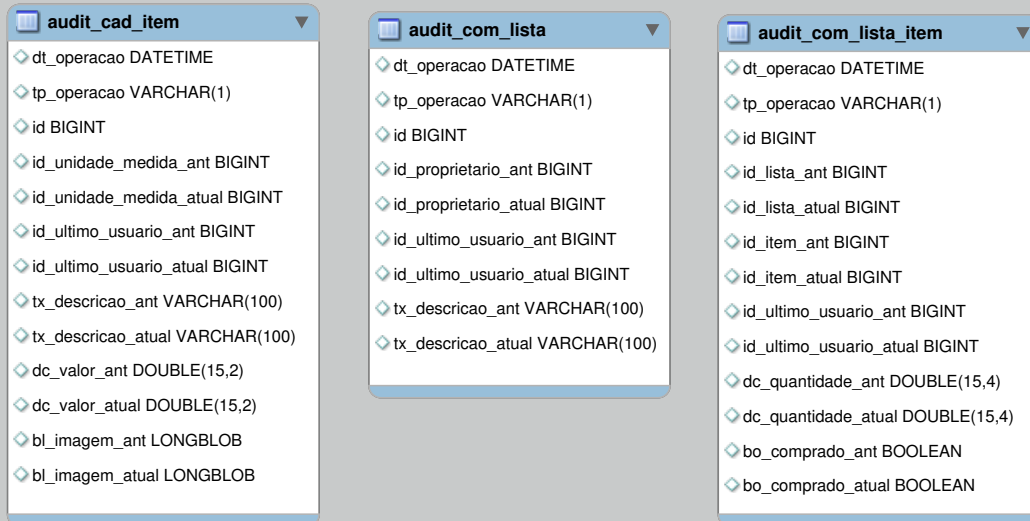 audit_cad_item
dt_operacao DATETIME
tp_operacao VARCHAR(1)
id BIGINT
id_unidade_medida_ant BIGINT
id_unidade_medida_atual BIGINT
id_ultimo_usuario_ant BIGINT
id_ultimo_usuario_atual BIGINT
tx_descricao_ant VARCHAR(100)
tx_descricao_atual VARCHAR(100)
dc_valor_ant DOUBLE(15,2)
dc_valor_atual DOUBLE(15,2)
bl_imagem_ant LONGBLOB
bl_imagem_atual LONGBLOB
audit_com_lista
dt_operacao DATETIME
tp_operacao VARCHAR(1)
id BIGINT
id_proprietario_ant BIGINT
id_proprietario_atual BIGINT
id_ultimo_usuario_ant BIGINT
id_ultimo_usuario_atual BIGINT
tx_descricao_ant VARCHAR(100)
tx_descricao_atual VARCHAR(100)
audit_com_lista_item
dt_operacao DATETIME
tp_operacao VARCHAR(1)
id BIGINT
id_lista_ant BIGINT
id_lista_atual BIGINT
id_item_ant BIGINT
id_item_atual BIGINT
id_ultimo_usuario_ant BIGINT
id_ultimo_usuario_atual BIGINT
dc_quantidade_ant DOUBLE(15,4)
dc_quantidade_atual DOUBLE(15,4)
bo_comprado_ant BOOLEAN
bo_comprado_atual BOOLEAN